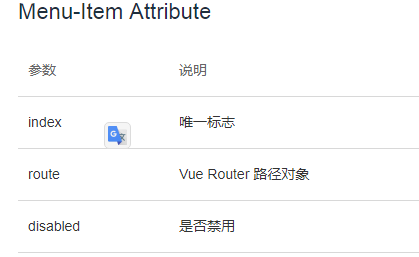 Menu-Item Attribute
参数 说明
index 唯一标志
route Vue Router 路径对象
disabled 是否禁用